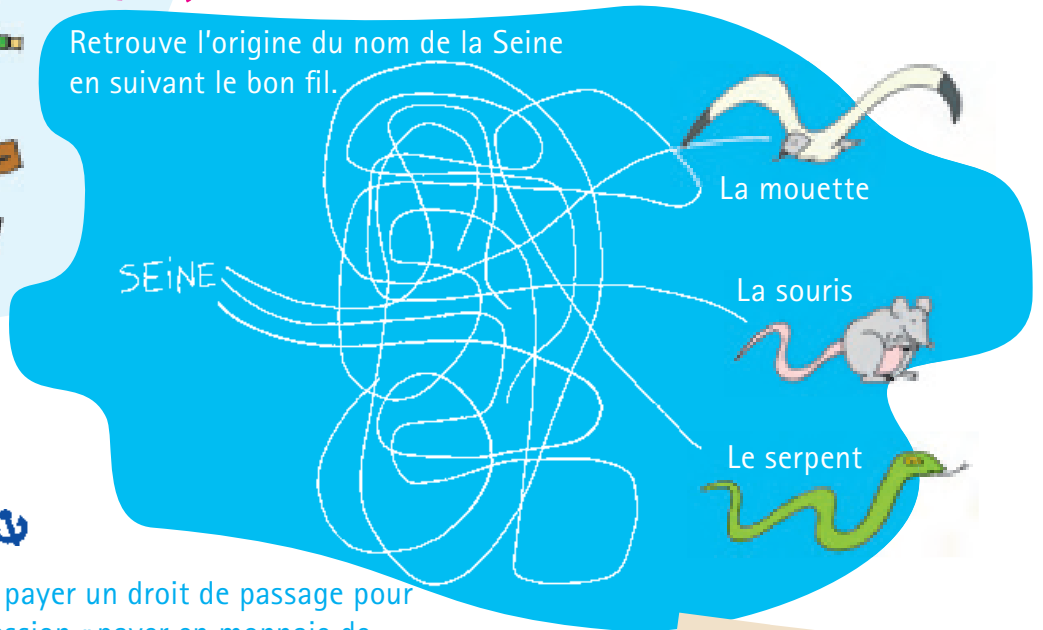 Retrouve l'origine du nom de la Seine
en suivant le bon fil.
La mouette
SEiNE
La souris
Le serpent
payer un droit de passage pour